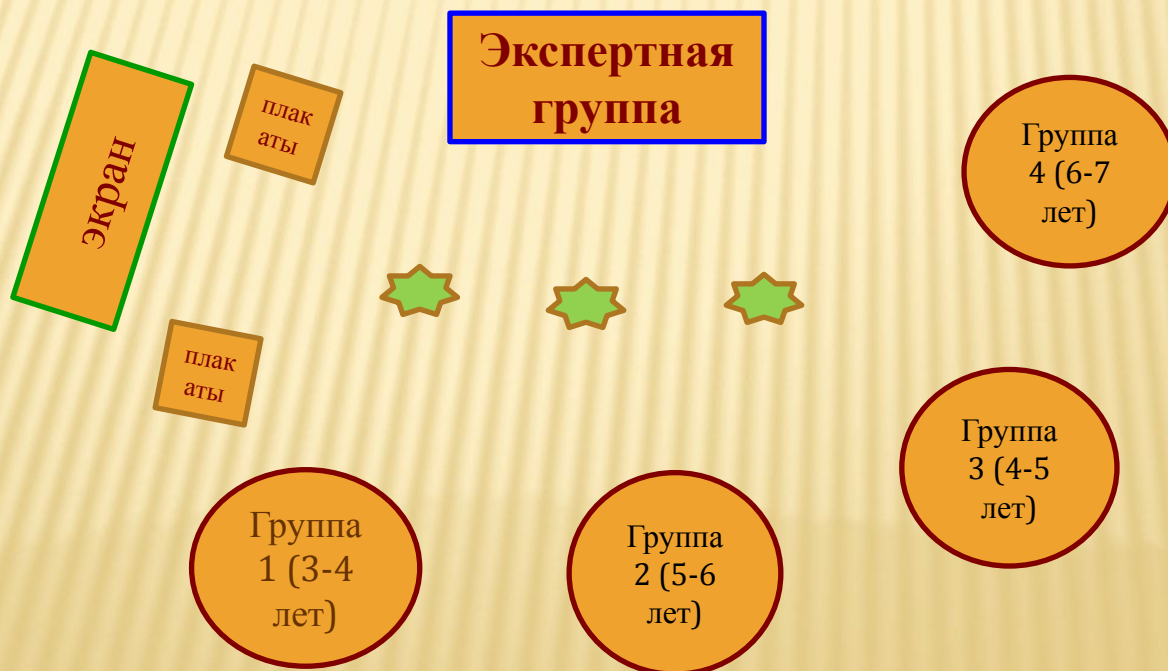 Экспертная
группа
экран
плак
аты
Группа
4 (6-7
лет)
плак
аты
Группа
3 (4-5
лет)
Группа
1 (3-4
лет)
Группа
2 (5-6
лет)